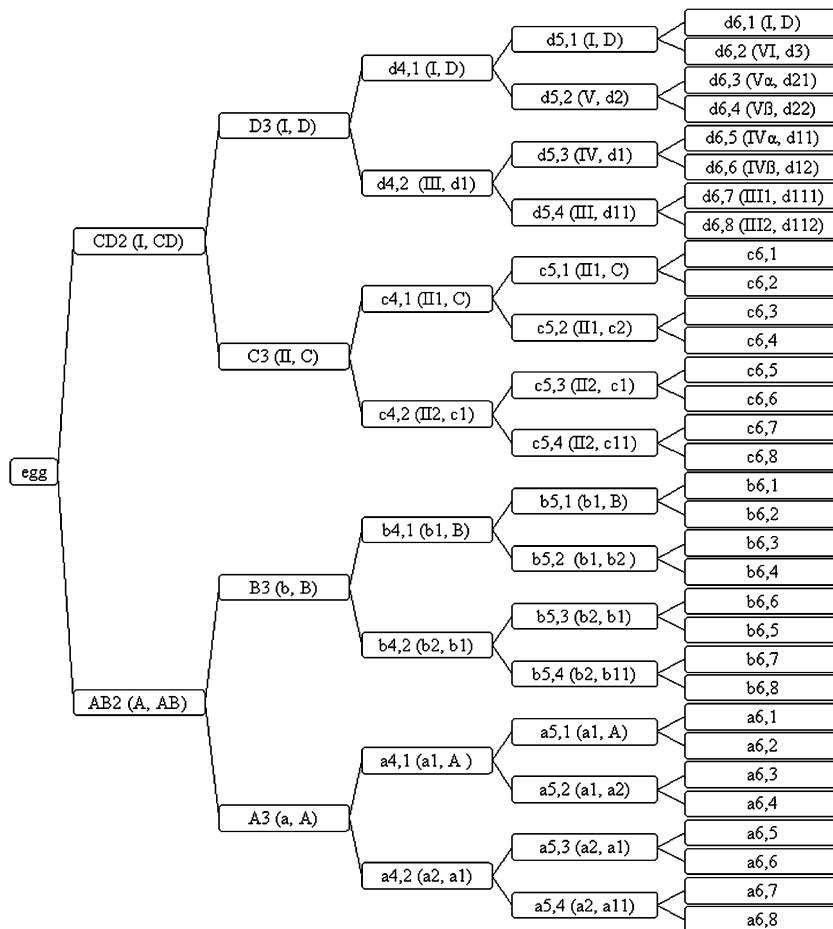 d6,1 (I, D)
d5,1 (I, D)
d6,2 (VI, d3)
d4,1 (I, D)
d6,3 (Vα, d21)
d5,2 (V, d2)
d6,4 (Vß, d22)
D3 (I, D)
d6,5 (IVα, d11)
d5,3 (IV, d1)
d6,6 (IVß, d12)
d4,2 (III, d1)
d6,7 (III1, d111)
d5,4 (III, d11)
d6,8 (III2, d112)
CD2 (I, CD)
c6,1
c5,1 (II1, C)
c6,2
c4,1 (II1, C)
c6,3
c5,2 (II1, c2)
c6,4
C3 (II, C)
c6,5
c5,3 (II2, c1)
c6,6
c4,2 (II2, c1)
c6,7
c5,4 (II2, c11)
c6,8
egg
b6,1
b5,1 (b1, B)
b6,2
b4,1 (b1, B)
b6,3
b5,2 (b1, b2 )
b6,4
B3 (b, B)
b6,6
b5,3 (b2, b1)
b6,5
b4,2 (b2, b1)
b6,7
b5,4 (b2, b11)
b6,8
AB2 (A, AB)
a6,1
a5,1 (a1, A)
a6,2
a4,1 (a1, A )
a6,3
a5,2 (a1, a2)
a6,4
A3 (a, A)
a6,5
a5,3 (a2, a1)
a6,6
a4,2 (a2, a1)
a6,7
a5,4 (a2, a11)
a6,8